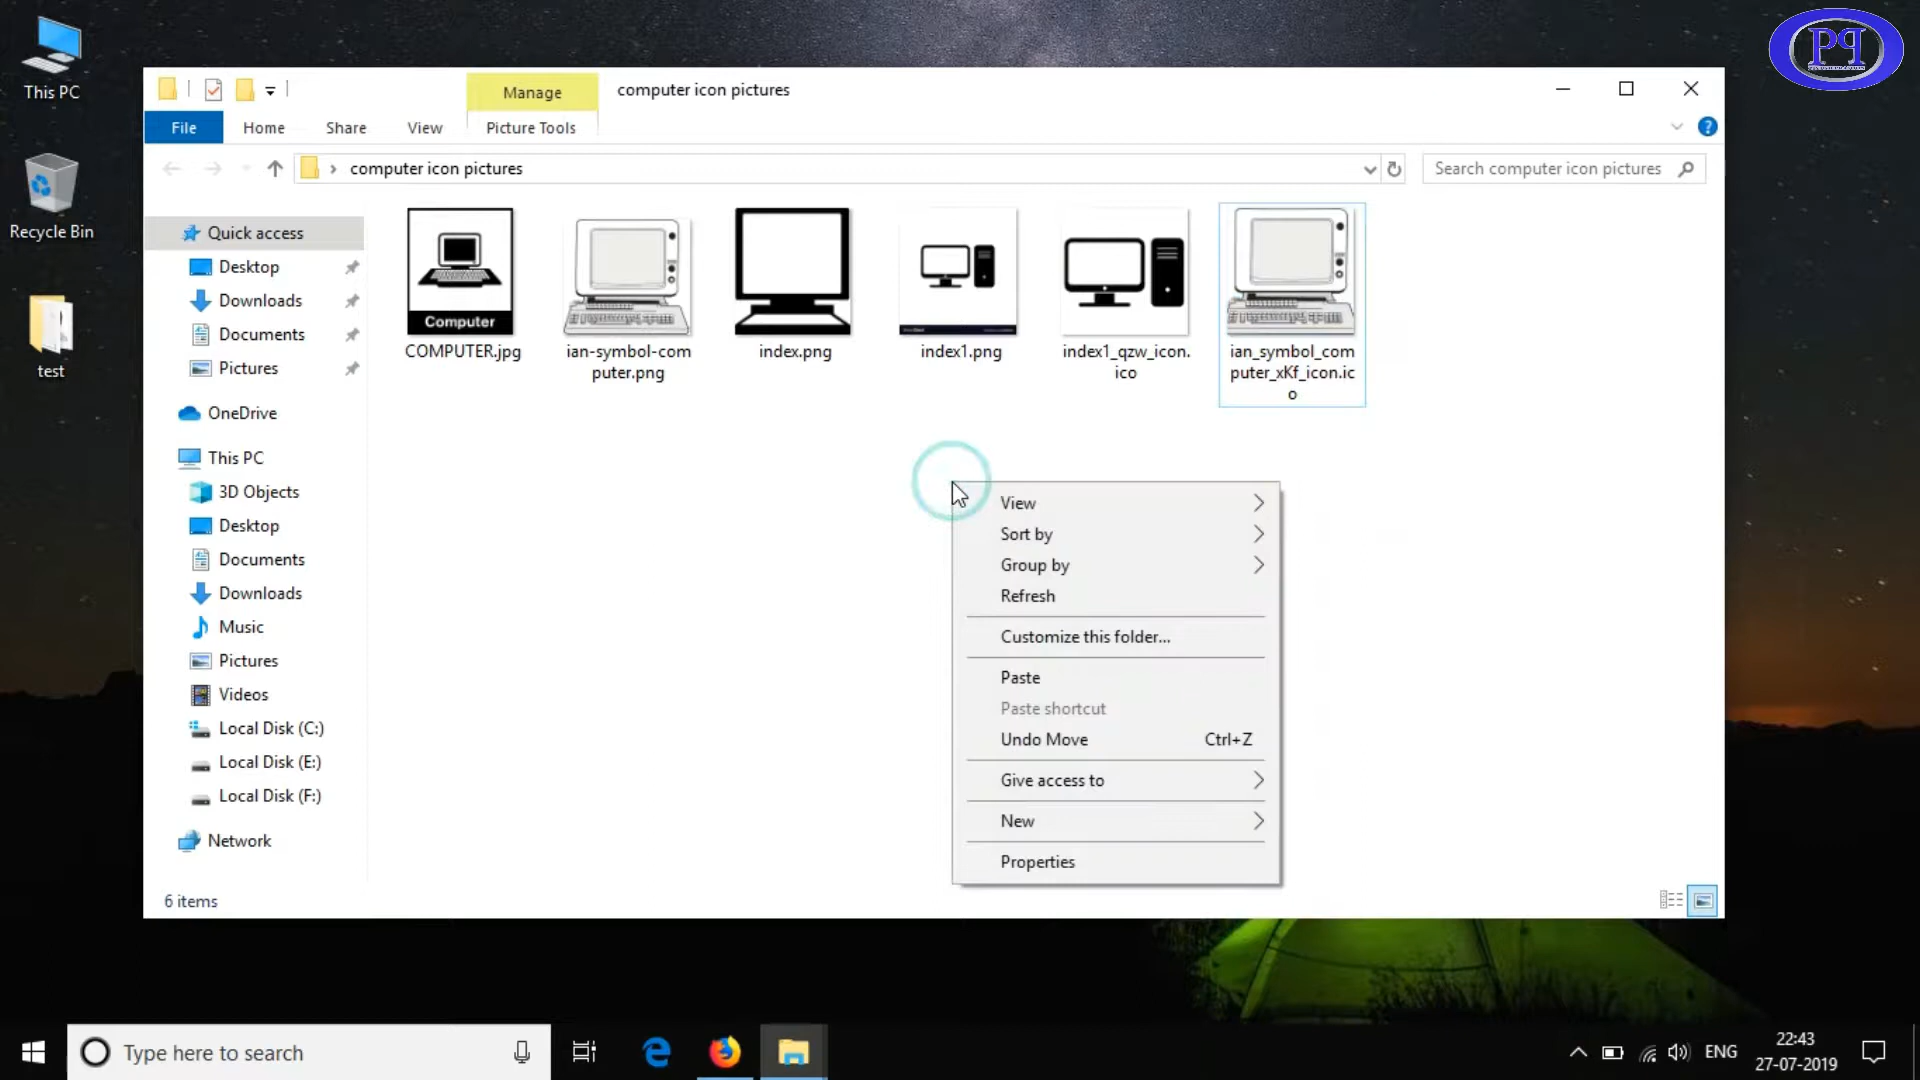 This PC
Recycle Bin
test
Manage
computer icon pictures
File
Home
Share
View
Picture Tools
computer icon pictures
Search computer icon pictures
Quick access
Desktop
Downloads
Documents
Pictures
OneDrive
This PC
3D Objects
Desktop
Documents
Downloads
Music
Pictures
Videos
Local Disk (C:)
Local Disk (E:)
Local Disk (F:)
Network
Computer
COMPUTER.jpg
ian-symbol-com
puter.png
index.png
index1.png
index1_qzw_icon.
ico
ian_symbol_com
puter_xKf_icon.ic
o
View
Sort by
Group by
Refresh
Customize this folder...
Paste
Paste shortcut
Undo Move Ctrl+Z
Give access to
New
Properties
6 items
Type here to search
ENG
22:43
27-07-2019